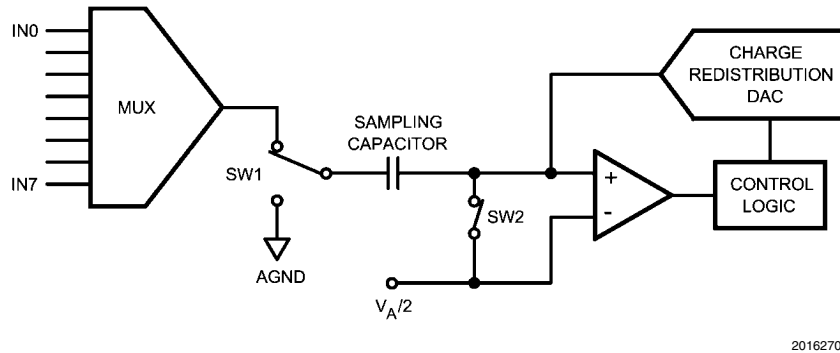 IN0
MUX
IN7
SW1
AGND
SAMPLING
CAPACITOR
SW2
VA/2
+
-
CHARGE
REDISTRIBUTION
DAC
CONTROL
LOGIC
2016270